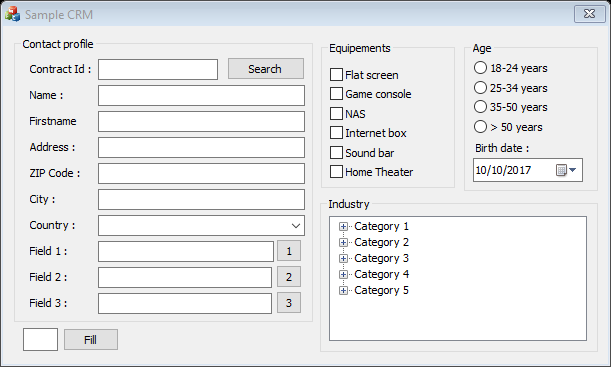 Sample CRM
Contact profile
Contract Id :
Search
Name :
Firstname
Address :
ZIP Code :
City :
Country :
Field 1 :
1
Field 2 :
2
Field 3 :
3
Fill
Equipements
Flat screen
Game console
NAS
Internet box
Sound bar
Home Theater
Age
18-24 years
25-34 years
35-50 years
> 50 years
Birth date :
10/10/2017
Industry
Category 1
Category 2
Category 3
Category 4
Category 5